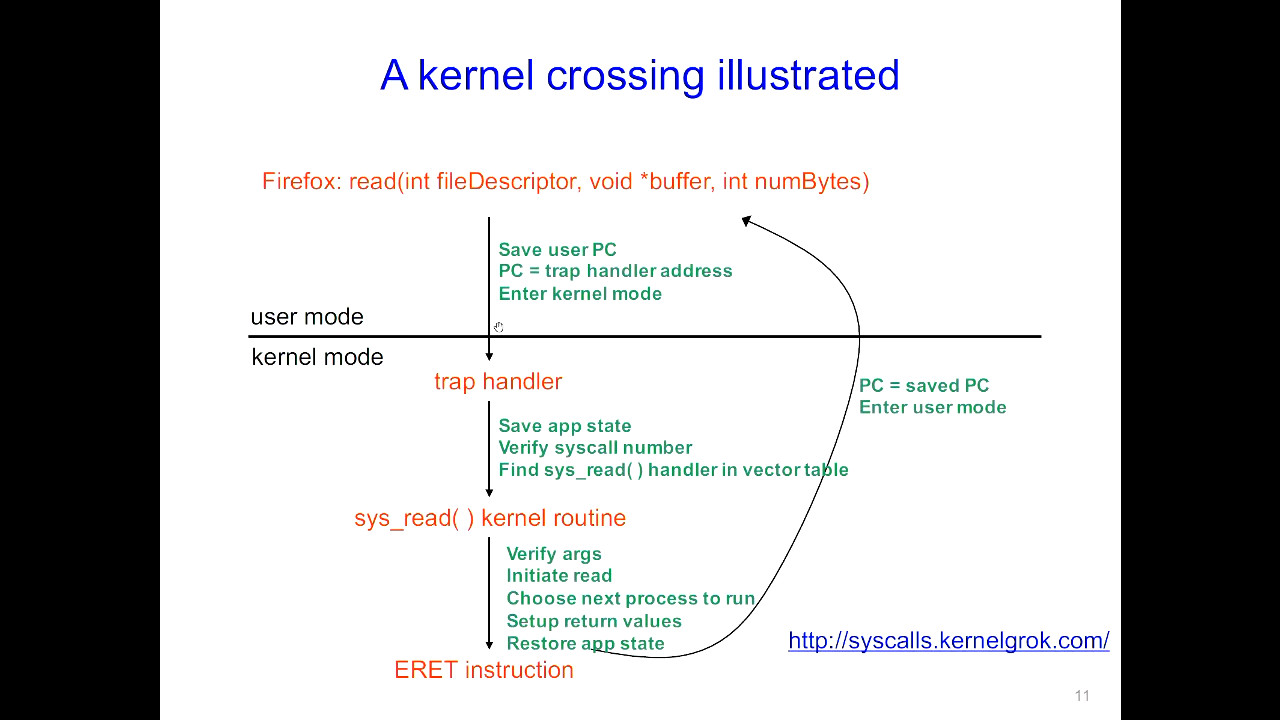 A kernel crossing illustrated
Firefox: read(int fileDescriptor, void *buffer, int numBytes)
Save user PC
PC = trap handler address
Enter kernel mode
user mode
kernel mode
trap handler
PC = saved PC
Enter user mode
Save app state
Verify syscall number
Find sys_read( ) handler in vector table
sys_read( ) kernel routine
Verify args
Initiate read
Choose next process to run
Setup return values
Restore app state
http://syscalls.kernelgrok.com/
ERET instruction
11